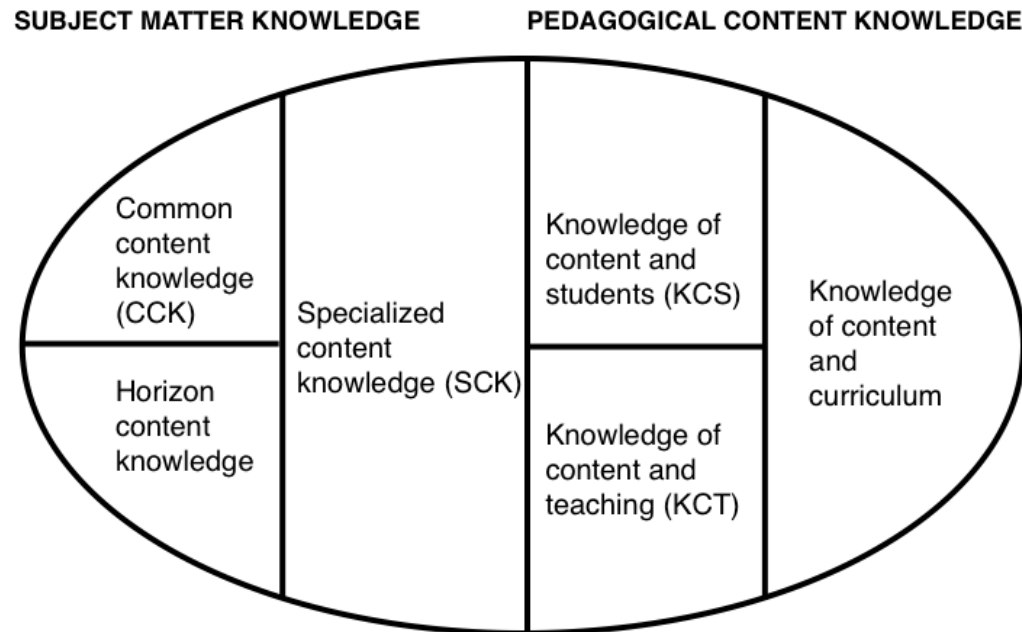 SUBJECT MATTER KNOWLEDGE
PEDAGOGICAL CONTENT KNOWLEDGE
Common
content
knowledge
(CCK)
Horizon
content
knowledge
Specialized
content
knowledge (SCK)
Knowledge of
content and
students (KCS)
Knowledge of
content and
teaching (KCT)
Knowledge
of content
and
curriculum